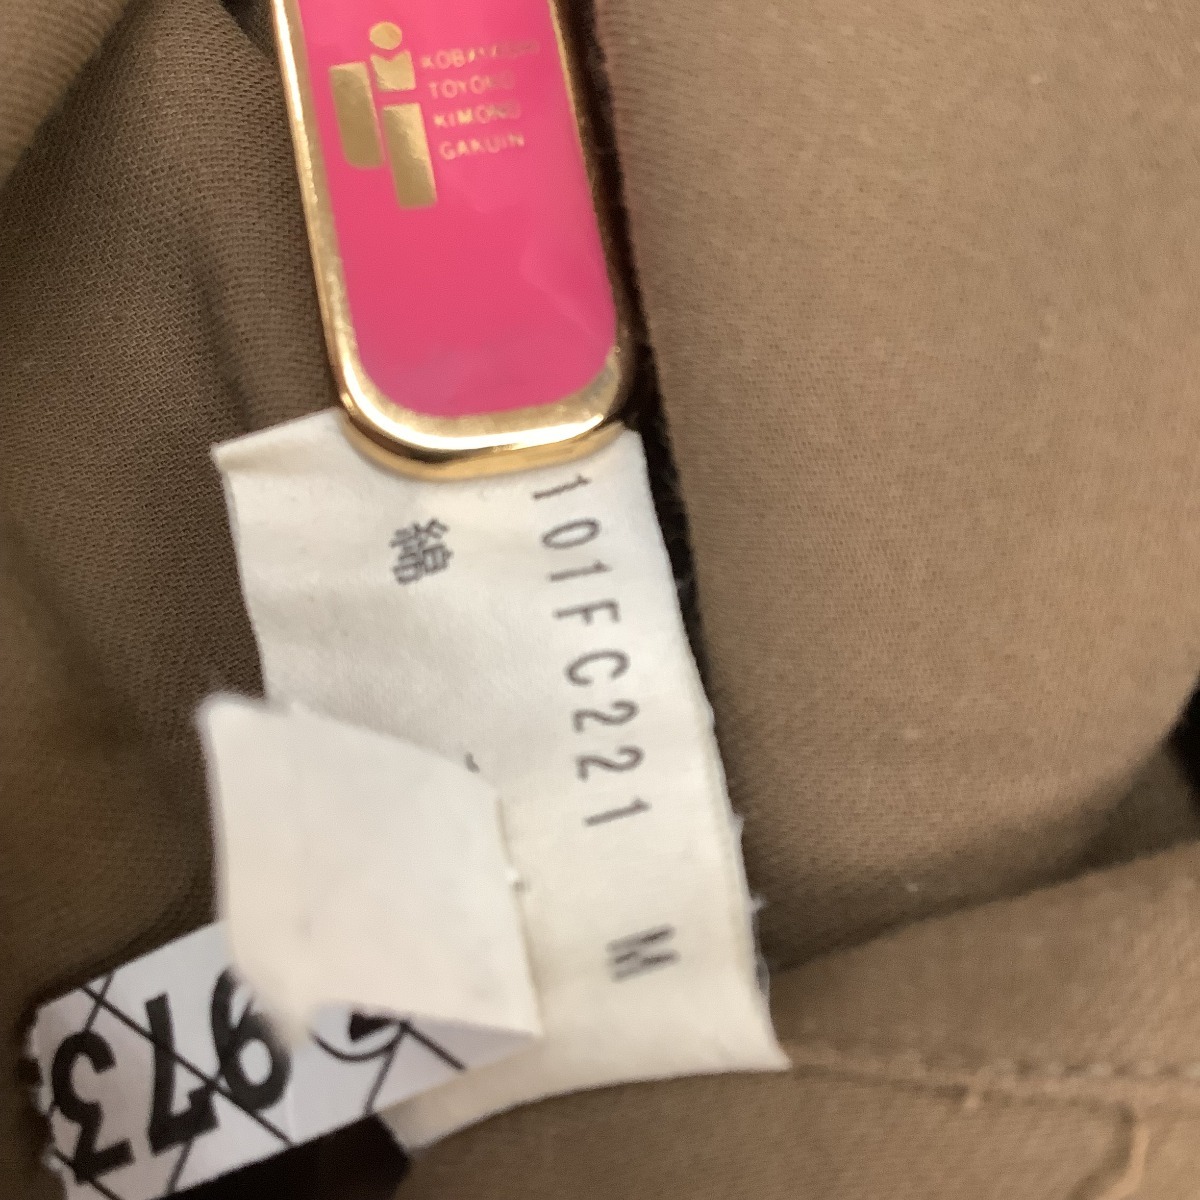 KOBAYASHI
TOYOKO
KIMONO
GAKUIN
101FC221 M
綿
973